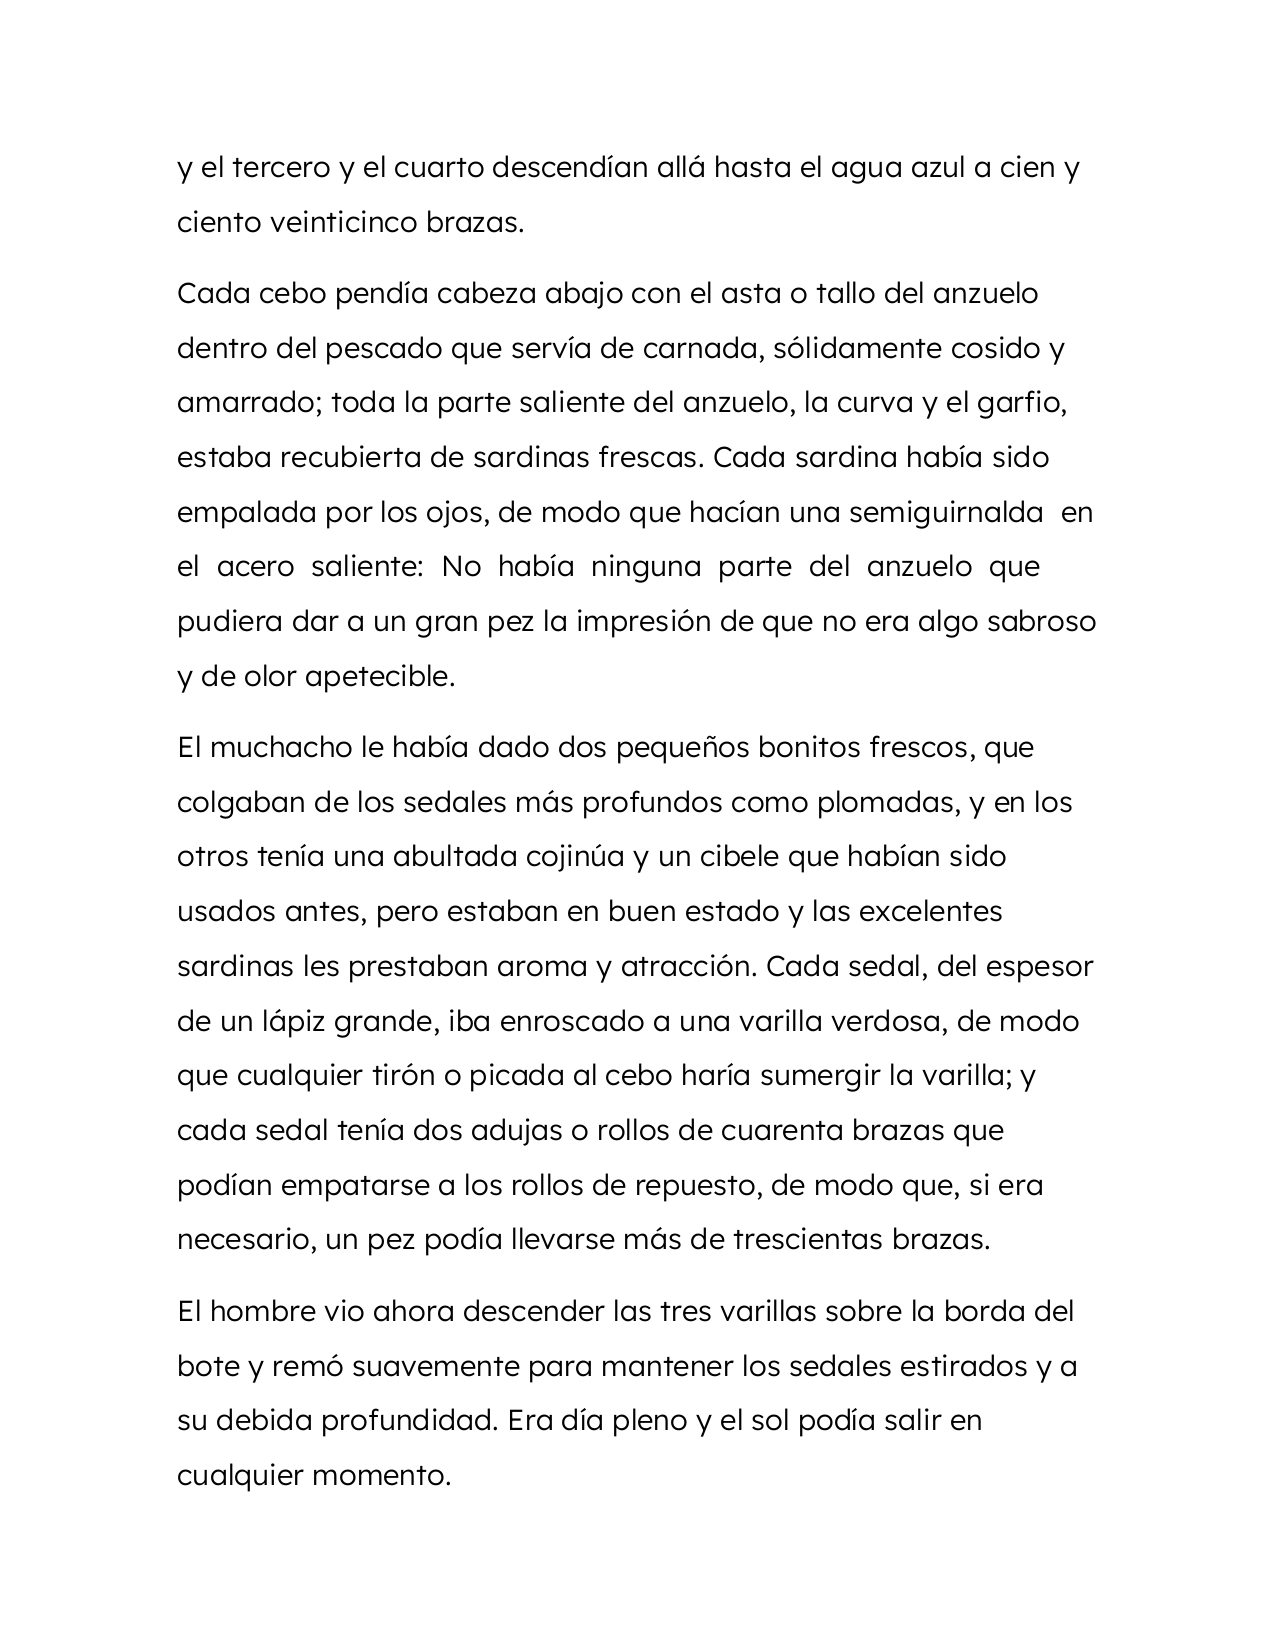 y el tercero y el cuarto descendían allá hasta el agua azul a cien y
ciento veinticinco brazas.
Cada cebo pendía cabeza abajo con el asta o tallo del anzuelo
dentro del pescado que servía de carnada, sólidamente cosido y
amarrado; toda la parte saliente del anzuelo, la curva y el garfio,
estaba recubierta de sardinas frescas. Cada sardina había sido
empalada por los ojos, de modo que hacían una semiguirnalda en
el acero saliente: No había ninguna parte del anzuelo que
pudiera dar a un gran pez la impresión de que no era algo sabroso
y de olor apetecible.
El muchacho le había dado dos pequeños bonitos frescos, que
colgaban de los sedales más profundos como plomadas, y en los
otros tenía una abultada cojinúa y un cibele que habían sido
usados antes, pero estaban en buen estado y las excelentes
sardinas les prestaban aroma y atracción. Cada sedal, del espesor
de un lápiz grande, iba enroscado a una varilla verdosa, de modo
que cualquier tirón o picada al cebo haría sumergir la varilla; y
cada sedal tenía dos adujas o rollos de cuarenta brazas que
podían empatarse a los rollos de repuesto, de modo que, si era
necesario, un pez podía llevarse más de trescientas brazas.
El hombre vio ahora descender las tres varillas sobre la borda del
bote y remó suavemente para mantener los sedales estirados y a
su debida profundidad. Era día pleno y el sol podía salir en
cualquier momento.